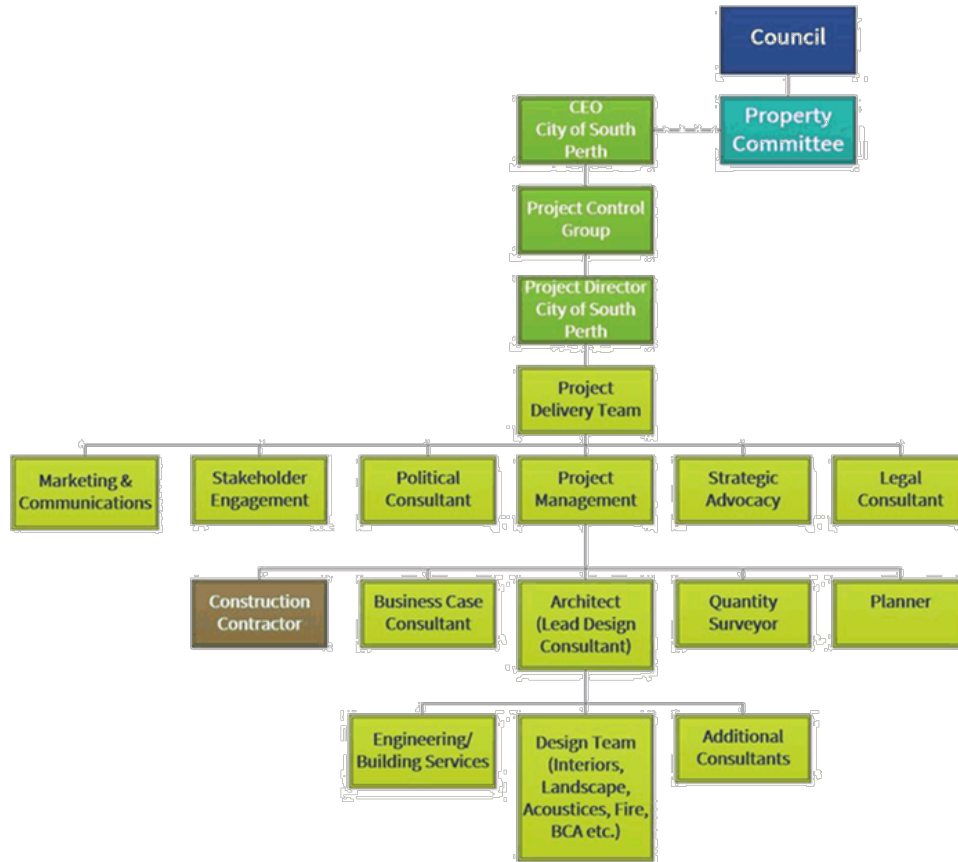 Council
CEO
City of South
Perth
Property
Committee
Project Control
Group
Project Director
City of South
Perth
Project
Delivery Team
Marketing &
Communications
Stakeholder
Engagement
Political
Consultant
Project
Management
Strategic
Advocacy
Legal
Consultant
Construction
Contractor
Business Case
Consultant
Architect
(Lead Design
Consultant)
Quantity
Surveyor
Planner
Engineering/
Building Services
Design Team
(Interiors,
Landscape,
Acoustices, Fire,
BCA etc.)
Additional
Consultants